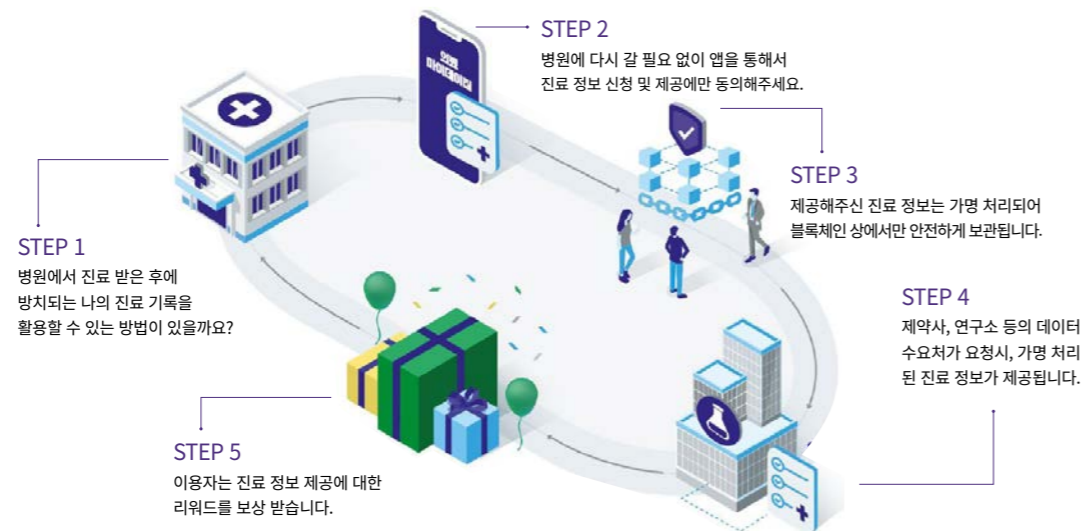 STEP 1
병원에서 진료 받은 후에
방치되는 나의 진료 기록을
활용할 수 있는 방법이 있을까요?
STEP 2
병원에 다시 갈 필요 없이 앱을 통해서
진료 정보 신청 및 제공에만 동의해주세요.
STEP 3
제공해주신 진료 정보는 가명 처리되어
블록체인 상에서만 안전하게 보관됩니다.
STEP 4
제약사, 연구소 등의 데이터
수요처가 요청시, 가명 처리
된 진료 정보가 제공됩니다.
STEP 5
이용자는 진료 정보 제공에 대한
리워드를 보상 받습니다.